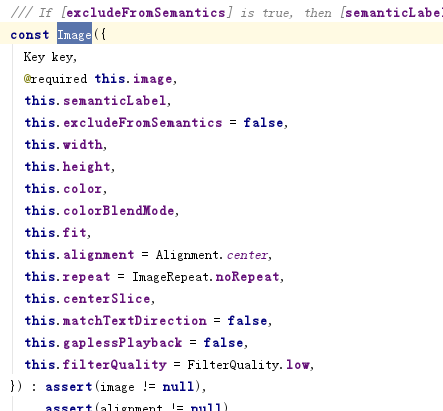 /// If [excludeFromSemantics] is true, then [semanticLabel
const Image({
Key key,
@required this.image,
this.semanticLabel,
this.excludeFromSemantics = false,
this.width,
this.height,
this.color,
this.colorBlendMode,
this.fit,
this.alignment = Alignment.center,
this.repeat = ImageRepeat.noRepeat,
this.centerSlice,
this.matchTextDirection = false,
this.gaplessPlayback = false,
this.filterQuality = FilterQuality.low,
}) : assert(image != null),
assert(alignment != null)